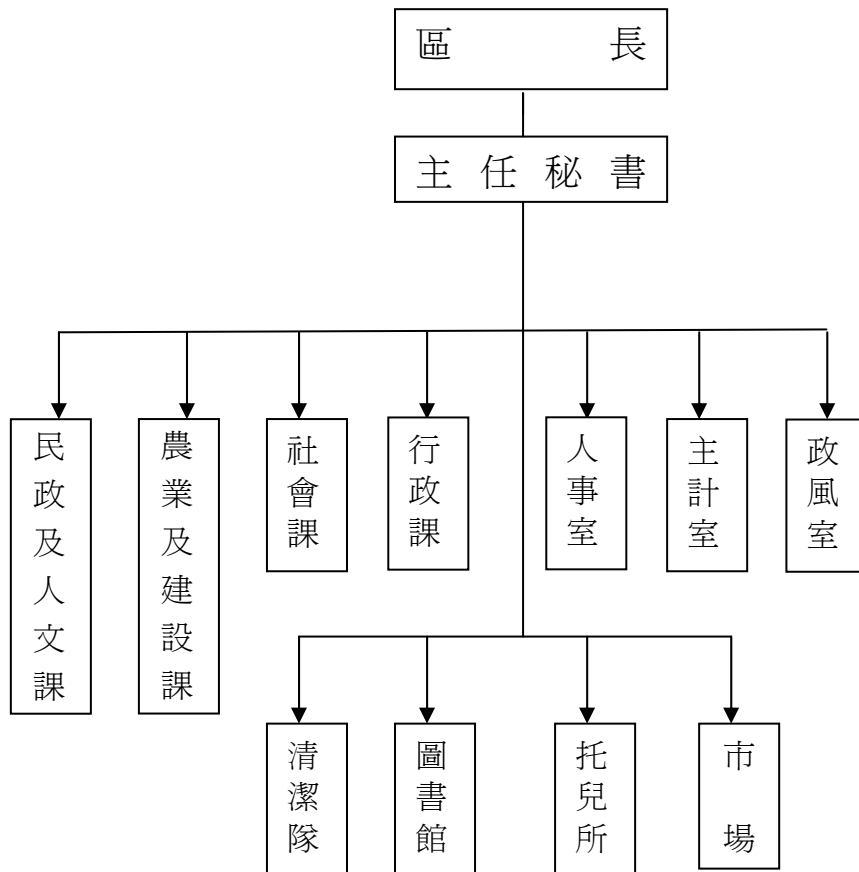 區長
主任秘書
民政及人文課
農業及建設課
社會課
行政課
人事室
主計室
政風室
清潔隊
圖書館
托兒所
市場